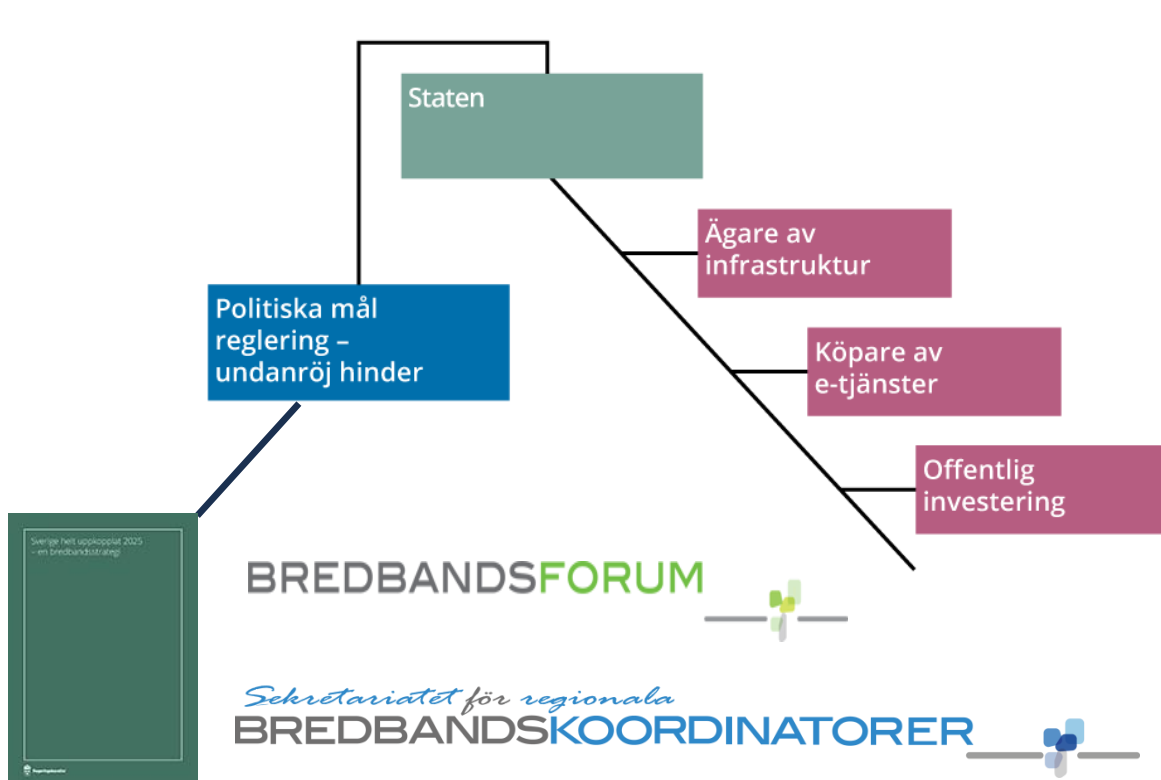 Staten
Ägare av
infrastruktur
Politiska mål
reglering –
undanröj hinder
Köpare av
e-tjänster
Offentlig
investering
Sverige helt uppkopplat 2025
– en bredbandsstrategi
BREDBANDSFORUM
Sekretariatet för regionala
BREDBANDSKOORDINATORER
Regeringskansliet